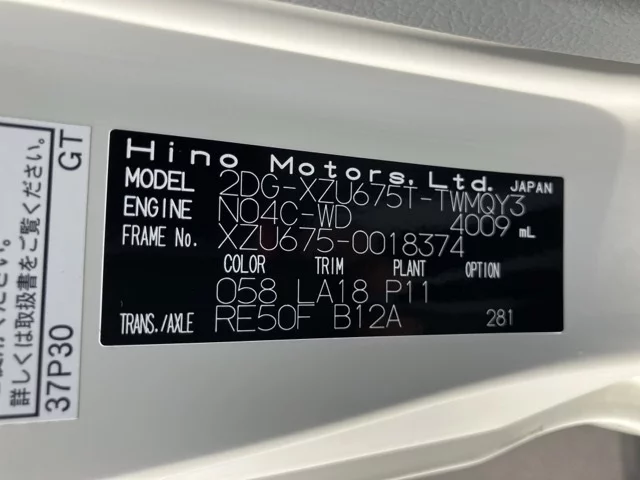 Hino Motors, Ltd. JAPAN
MODEL 2DG-XZU675T-TWMQY3
ENGINE N04C-WD 4009 mL
FRAME No. XZU675-0018374
COLOR TRIM PLANT OPTION
058 LA18 P11
TRANS./AXLE RE50F B12A 281
詳しくは取扱書をご覧ください。
37P30 GT